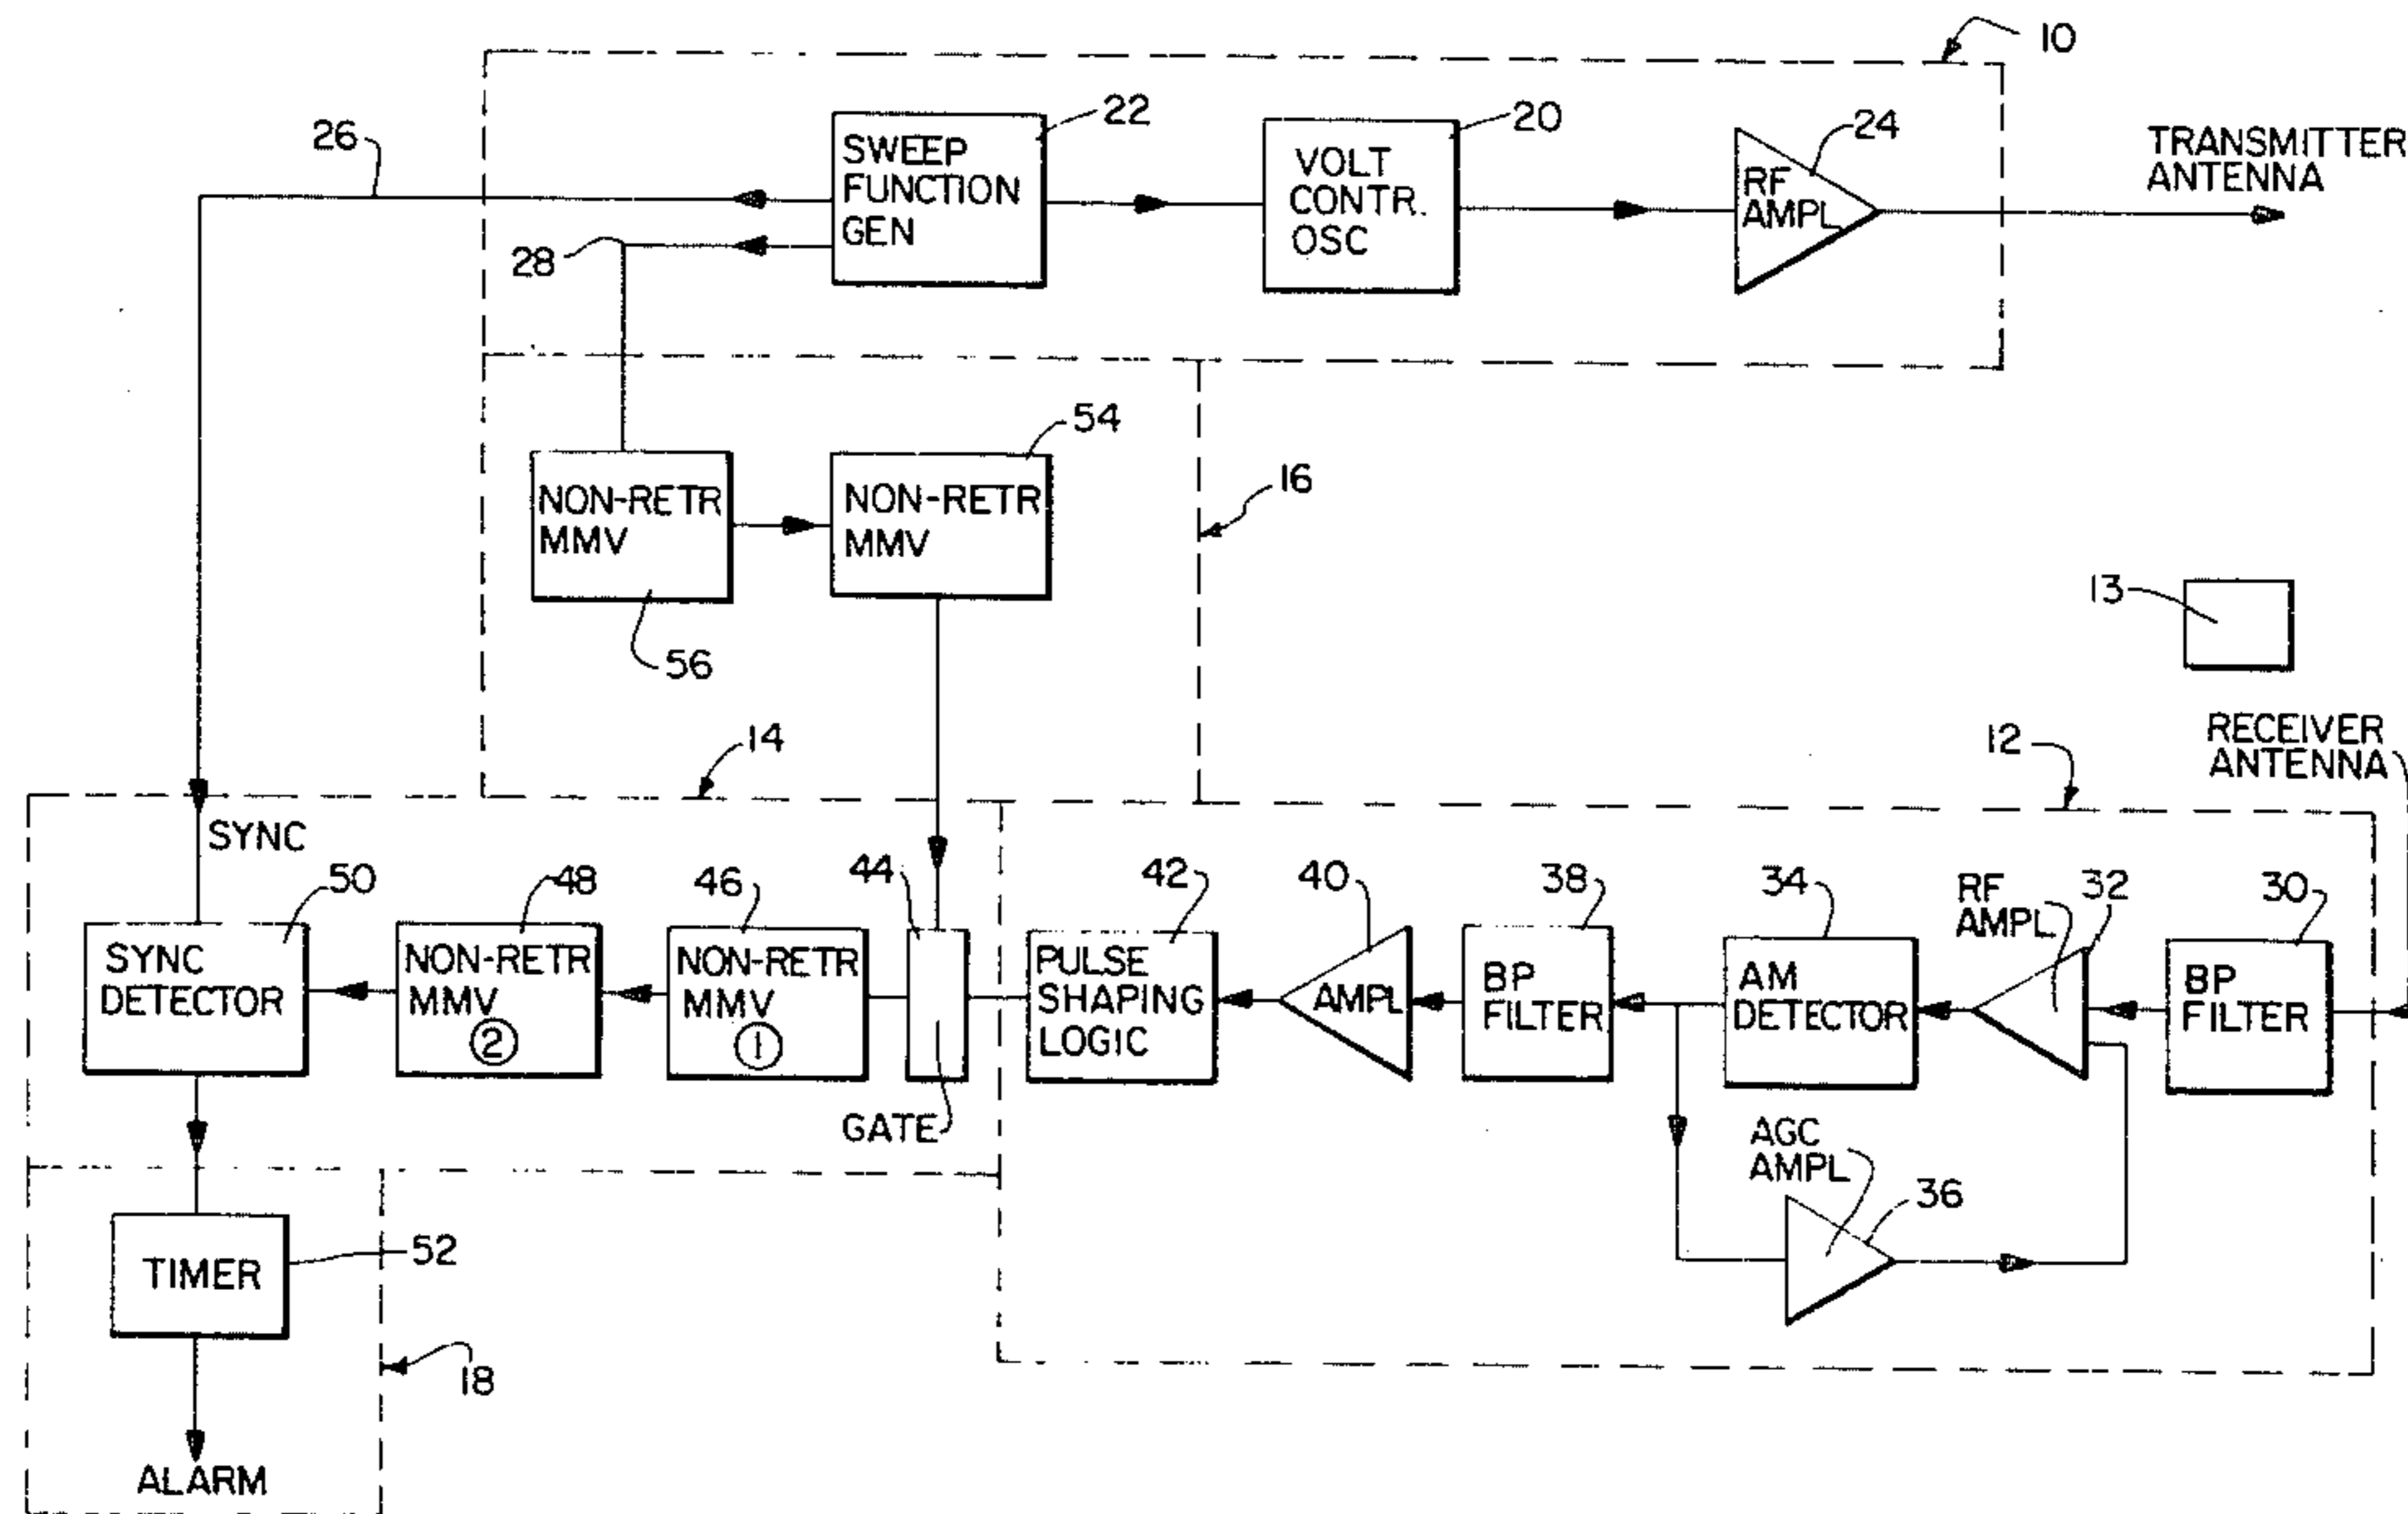 10
26
22
20
24
SWEEP
FUNCTION
GEN
VOLT
CONTR.
OSC
RF
AMPL
TRANSMITTER
ANTENNA
28
54
16
NON-RETR
MMV
NON-RETR
MMV
56
13
14
12
RECEIVER
ANTENNA
SYNC
50
48
46
44
42
40
38
34
RF
AMPL
32
30
SYNC
DETECTOR
NON-RETR
MMV
2
NON-RETR
MMV
1
PULSE
SHAPING
LOGIC
AMPL
BP
FILTER
AM
DETECTOR
BP
FILTER
GATE
AGC
AMPL
36
TIMER
52
18
ALARM